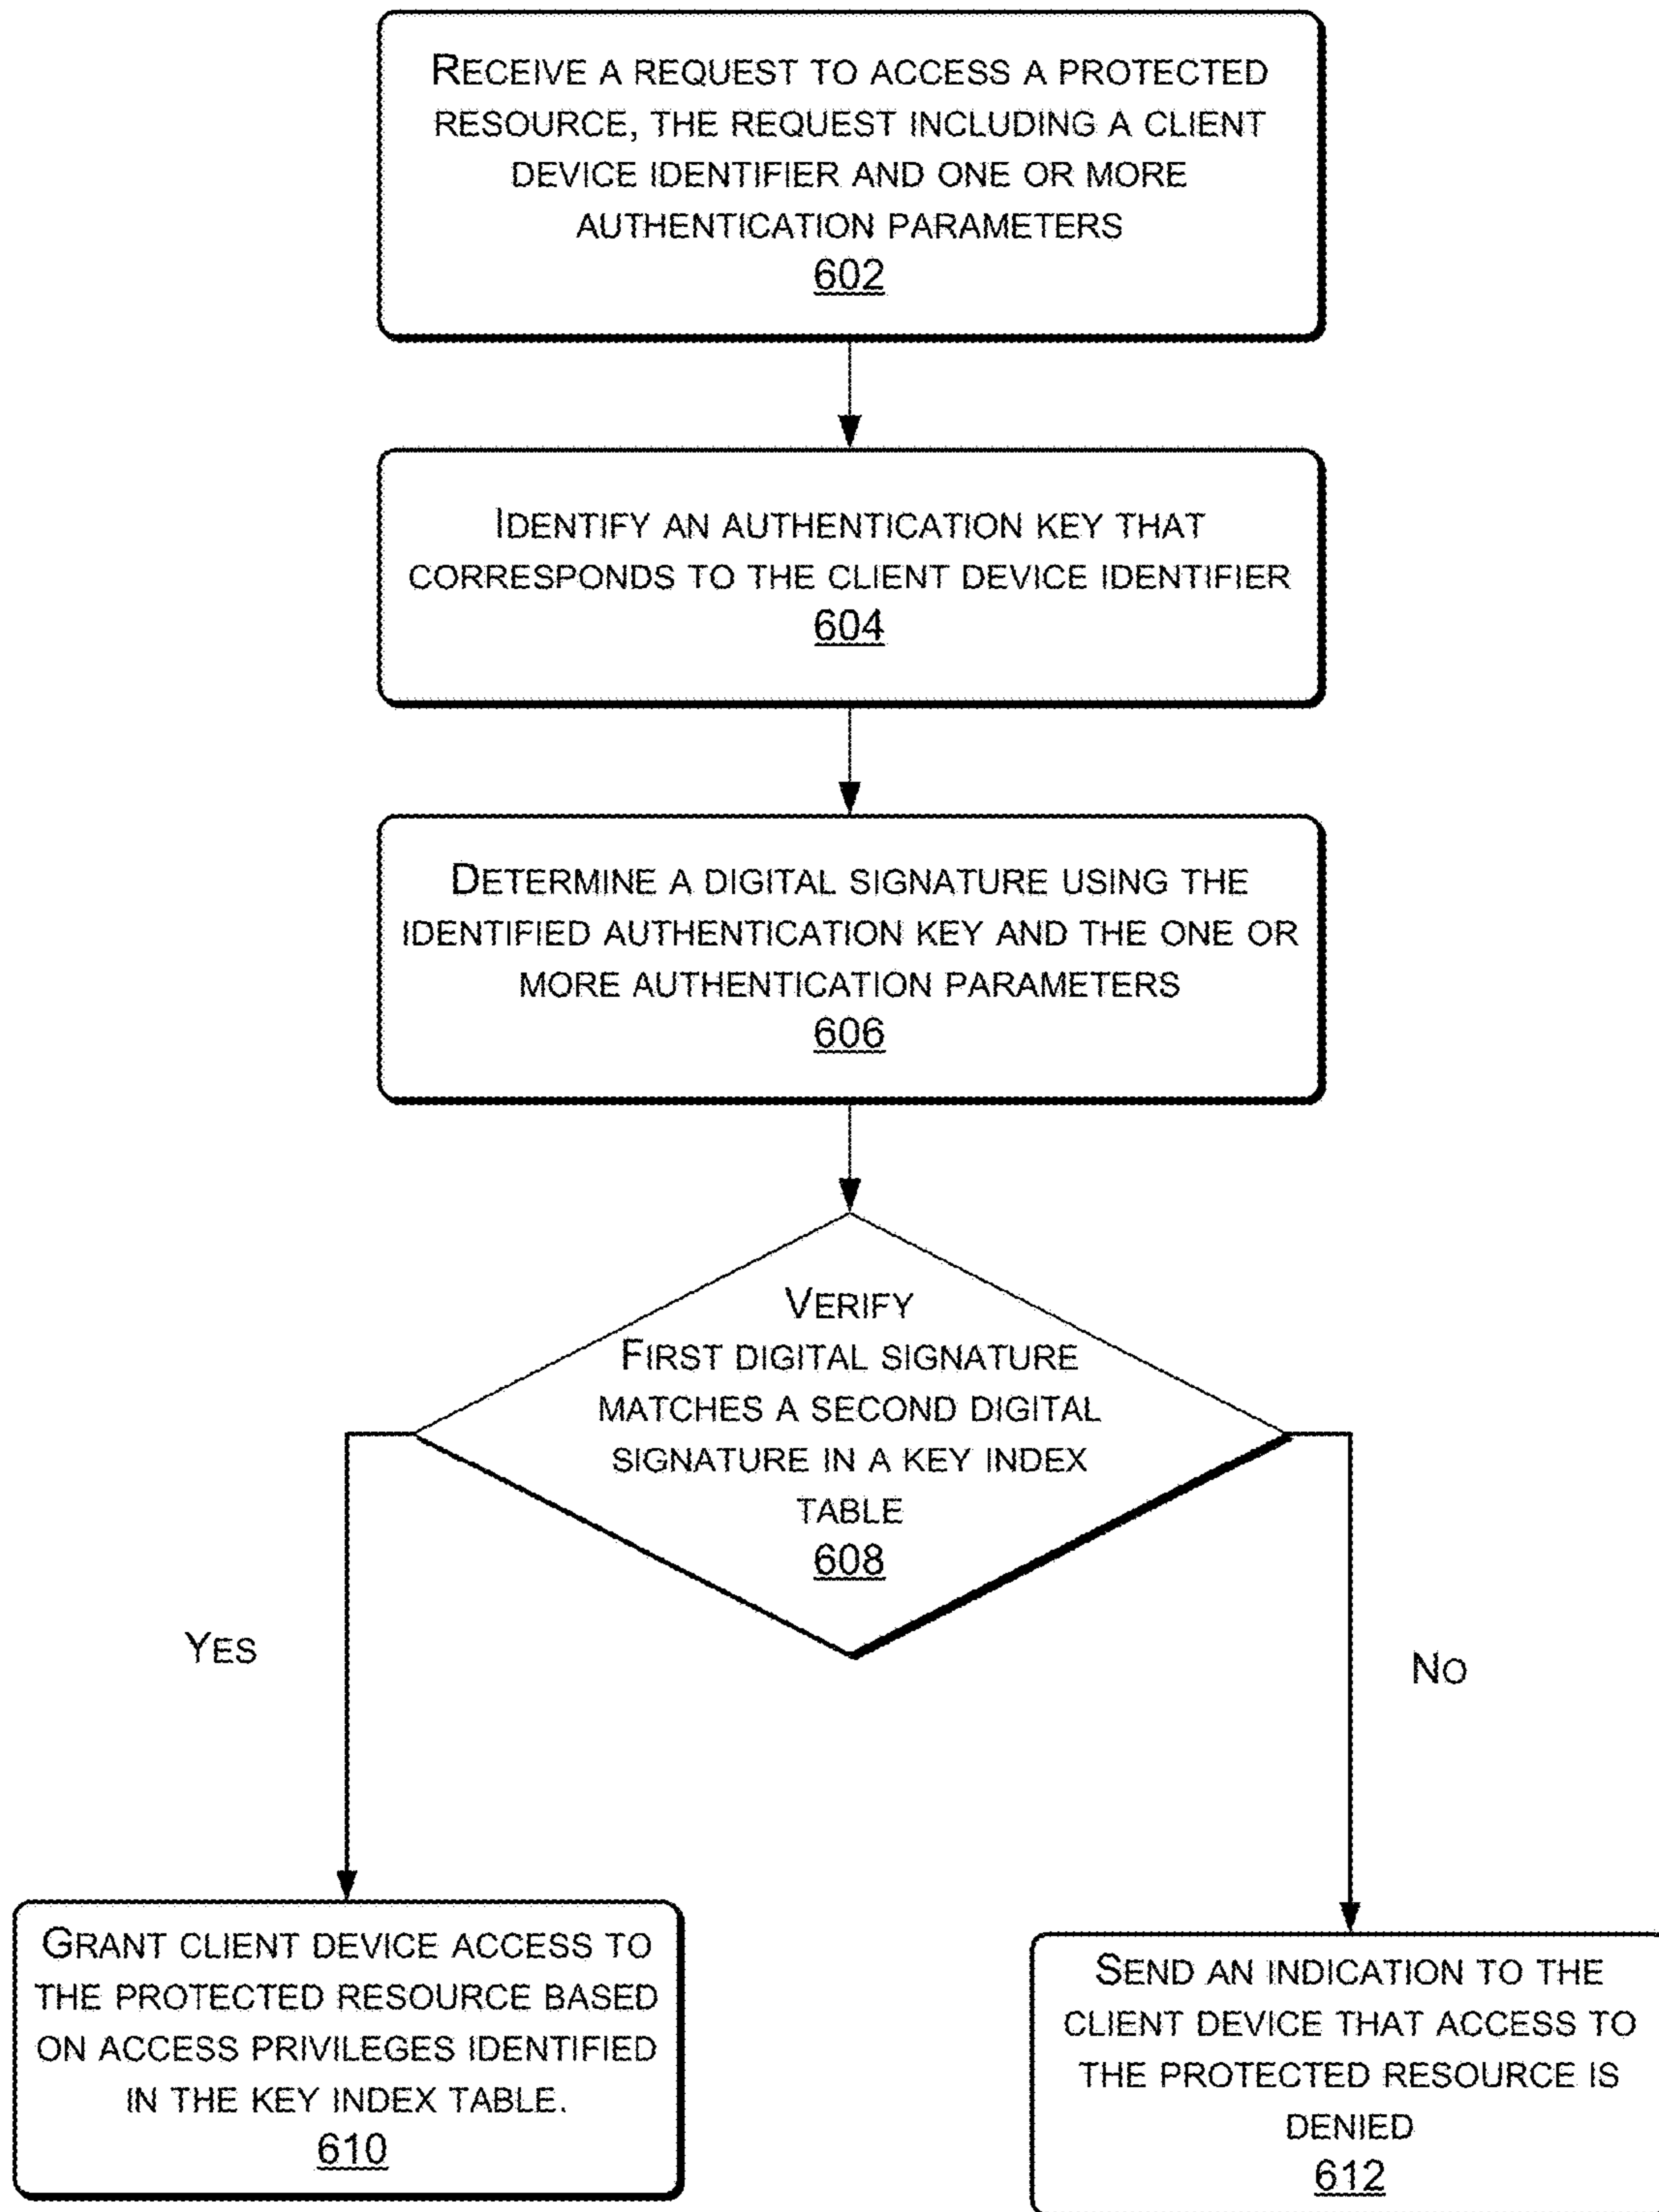 RECEIVE A REQUEST TO ACCESS A PROTECTED
RESOURCE, THE REQUEST INCLUDING A CLIENT
DEVICE IDENTIFIER AND ONE OR MORE
AUTHENTICATION PARAMETERS
602
IDENTIFY AN AUTHENTICATION KEY THAT
CORRESPONDS TO THE CLIENT DEVICE IDENTIFIER
604
DETERMINE A DIGITAL SIGNATURE USING THE
IDENTIFIED AUTHENTICATION KEY AND THE ONE OR
MORE AUTHENTICATION PARAMETERS
606
VERIFY
FIRST DIGITAL SIGNATURE
MATCHES A SECOND DIGITAL
SIGNATURE IN A KEY INDEX
TABLE
608
YES
NO
GRANT CLIENT DEVICE ACCESS TO
THE PROTECTED RESOURCE BASED
ON ACCESS PRIVILEGES IDENTIFIED
IN THE KEY INDEX TABLE.
610
SEND AN INDICATION TO THE
CLIENT DEVICE THAT ACCESS TO
THE PROTECTED RESOURCE IS
DENIED
612